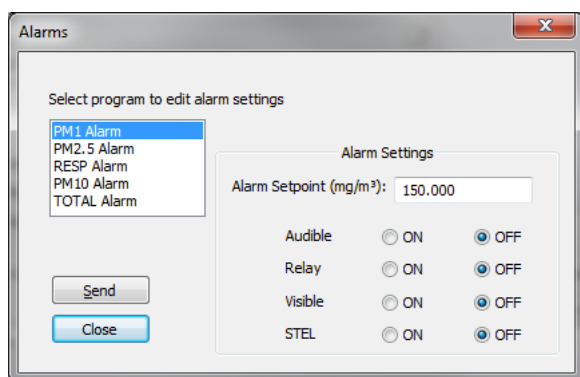 Alarms
Select program to edit alarm settings
PM1 Alarm
PM2.5 Alarm
RESP Alarm
PM10 Alarm
TOTAL Alarm
Alarm Settings
Alarm Setpoint (mg/m³): 150.000
Audible ON OFF
Relay ON OFF
Visible ON OFF
STEL ON OFF
Send
Close